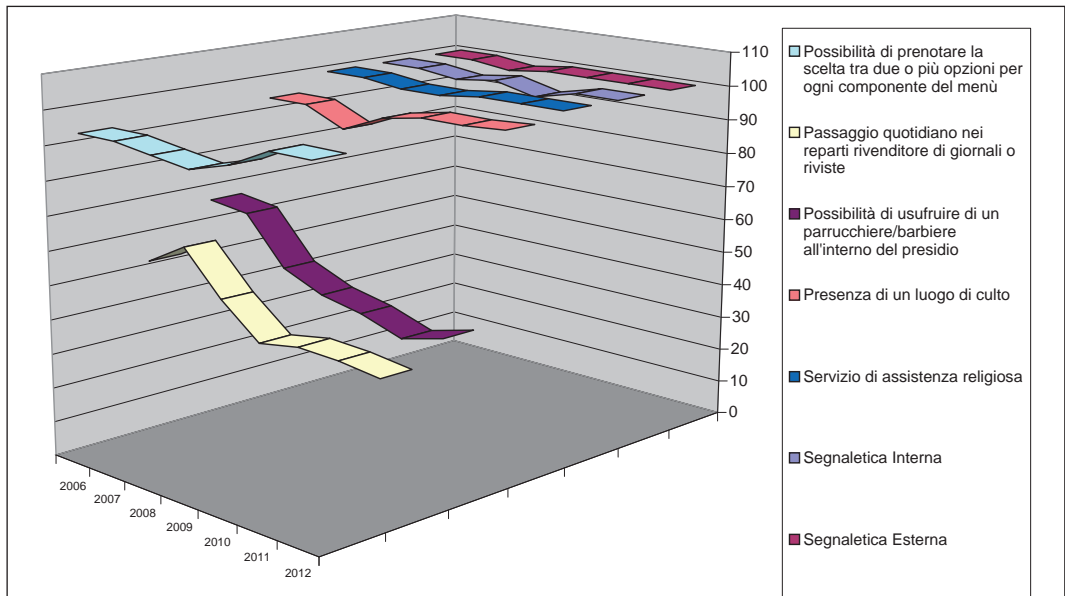 110
100
90
80
70
60
50
40
30
20
10
0
2006
2007
2008
2009
2010
2011
2012
Possibilità di prenotare la
scelta tra due o più opzioni per
ogni componente del menù
Passaggio quotidiano nei
reparti rivenditore di giornali o
riviste
Possibilità di usufruire di un
parrucchiere/barbiere
all'interno del presidio
Presenza di un luogo di culto
Servizio di assistenza religiosa
Segnaletica Interna
Segnaletica Esterna